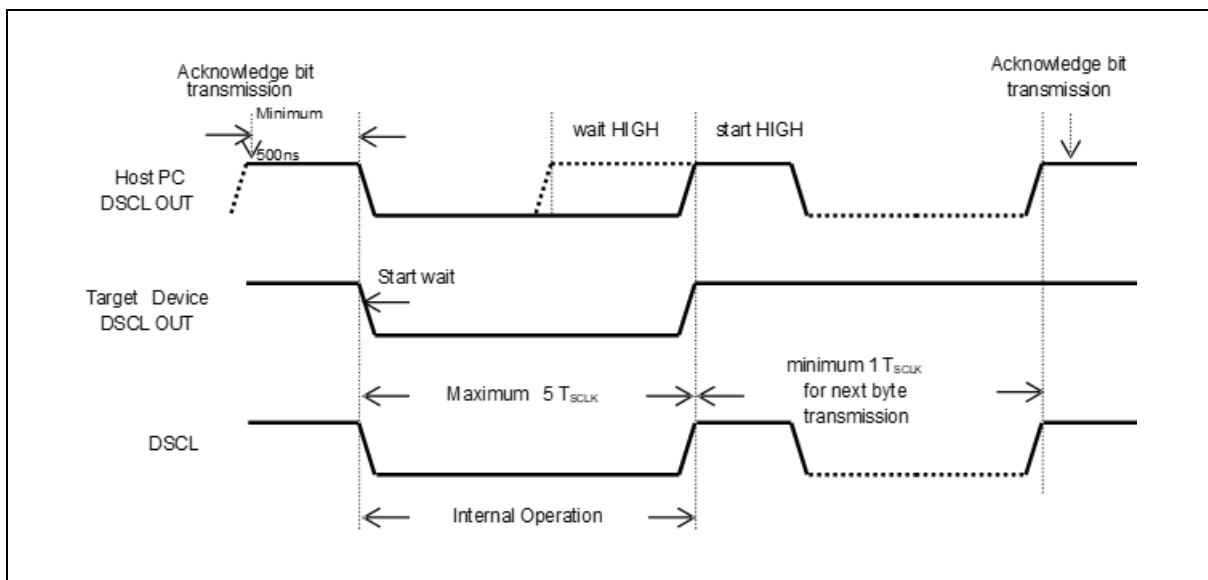 Acknowledge bit
transmission
Minimum
500ns
Acknowledge bit
transmission
wait HIGH
start HIGH
Host PC
DSCL OUT
Start wait
Target Device
DSCL OUT
Maximum 5 TSCLK
minimum 1 TSCLK
for next byte
transmission
DSCL
Internal Operation